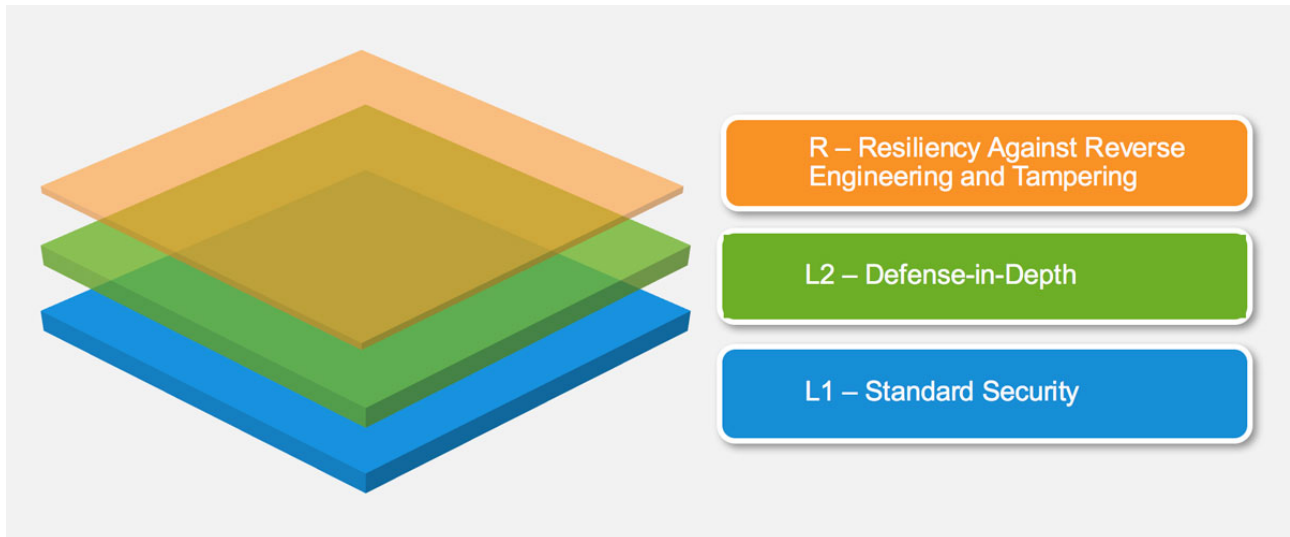 R – Resiliency Against Reverse
Engineering and Tampering
L2 – Defense-in-Depth
L1 – Standard Security